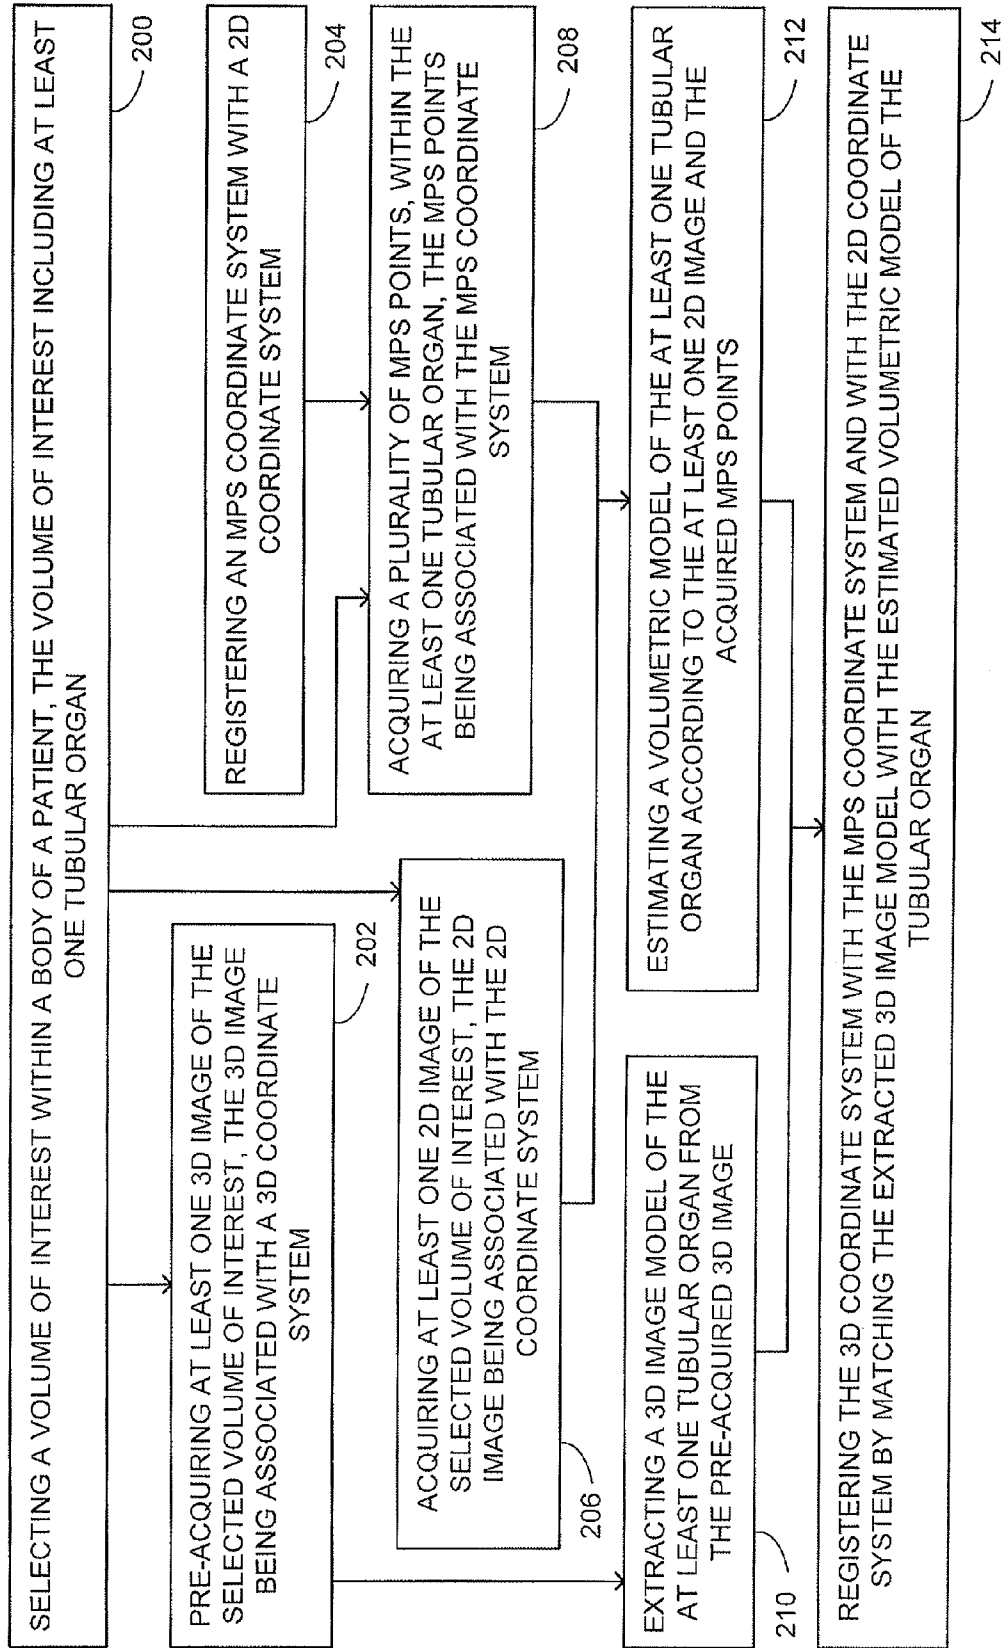 SELECTING A VOLUME OF INTEREST WITHIN A BODY OF A PATIENT, THE VOLUME OF INTEREST INCLUDING AT LEAST
ONE TUBULAR ORGAN
200
PRE-ACQUIRING AT LEAST ONE 3D IMAGE OF THE
SELECTED VOLUME OF INTEREST, THE 3D IMAGE
BEING ASSOCIATED WITH A 3D COORDINATE
SYSTEM
202
REGISTERING AN MPS COORDINATE SYSTEM WITH A 2D
COORDINATE SYSTEM
204
ACQUIRING AT LEAST ONE 2D IMAGE OF THE
SELECTED VOLUME OF INTEREST, THE 2D
IMAGE BEING ASSOCIATED WITH THE 2D
COORDINATE SYSTEM
206
ACQUIRING A PLURALITY OF MPS POINTS, WITHIN THE
AT LEAST ONE TUBULAR ORGAN, THE MPS POINTS
BEING ASSOCIATED WITH THE MPS COORDINATE
SYSTEM
208
EXTRACTING A 3D IMAGE MODEL OF THE
AT LEAST ONE TUBULAR ORGAN FROM
THE PRE-ACQUIRED 3D IMAGE
210
ESTIMATING A VOLUMETRIC MODEL OF THE AT LEAST ONE TUBULAR
ORGAN ACCORDING TO THE AT LEAST ONE 2D IMAGE AND THE
ACQUIRED MPS POINTS
212
REGISTERING THE 3D COORDINATE SYSTEM WITH THE MPS COORDINATE SYSTEM AND WITH THE 2D COORDINATE
SYSTEM BY MATCHING THE EXTRACTED 3D IMAGE MODEL WITH THE ESTIMATED VOLUMETRIC MODEL OF THE
TUBULAR ORGAN
214